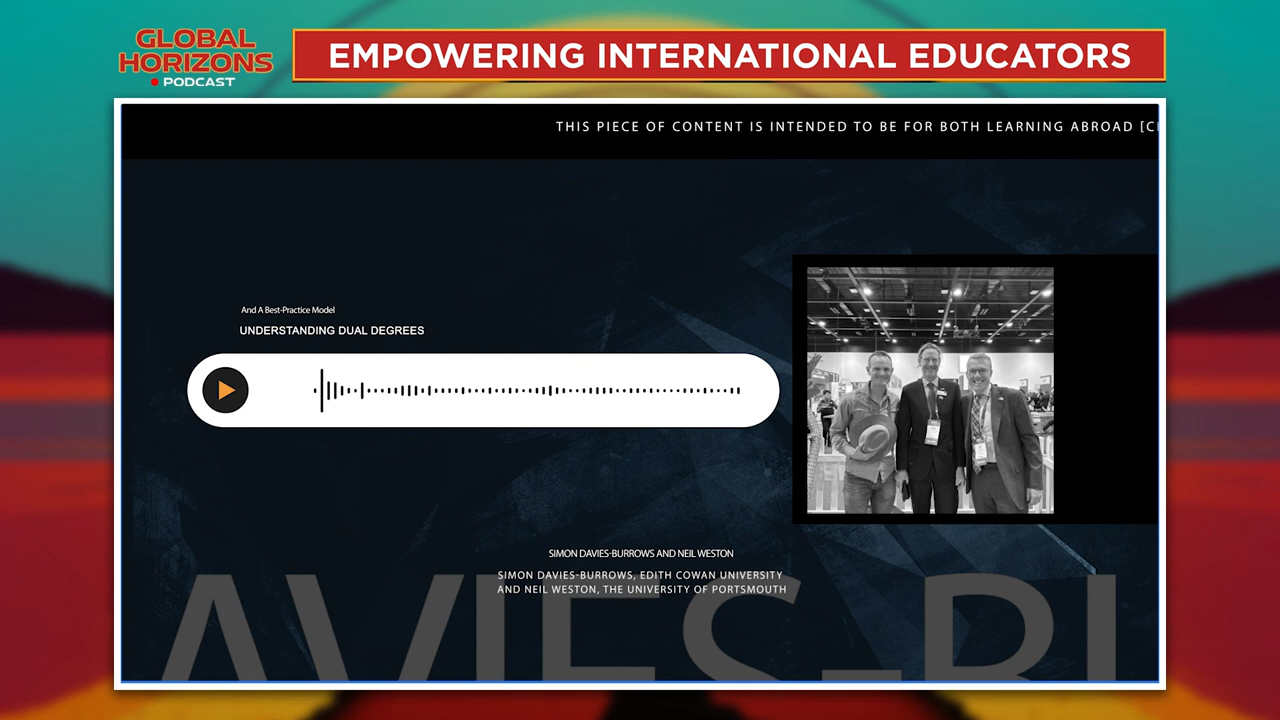 GLOBAL
HORIZONS
PODCAST
EMPOWERING INTERNATIONAL EDUCATORS
THIS PIECE OF CONTENT IS INTENDED TO BE FOR BOTH LEARNING ABROAD [C
And A Best-Practice Model
UNDERSTANDING DUAL DEGREES
SIMON DAVIES-BURROWS AND NEIL WESTON
SIMON DAVIES-BURROWS, EDITH COWAN UNIVERSITY
AND NEIL WESTON, THE UNIVERSITY OF PORTSMOUTH
AVIES-BU